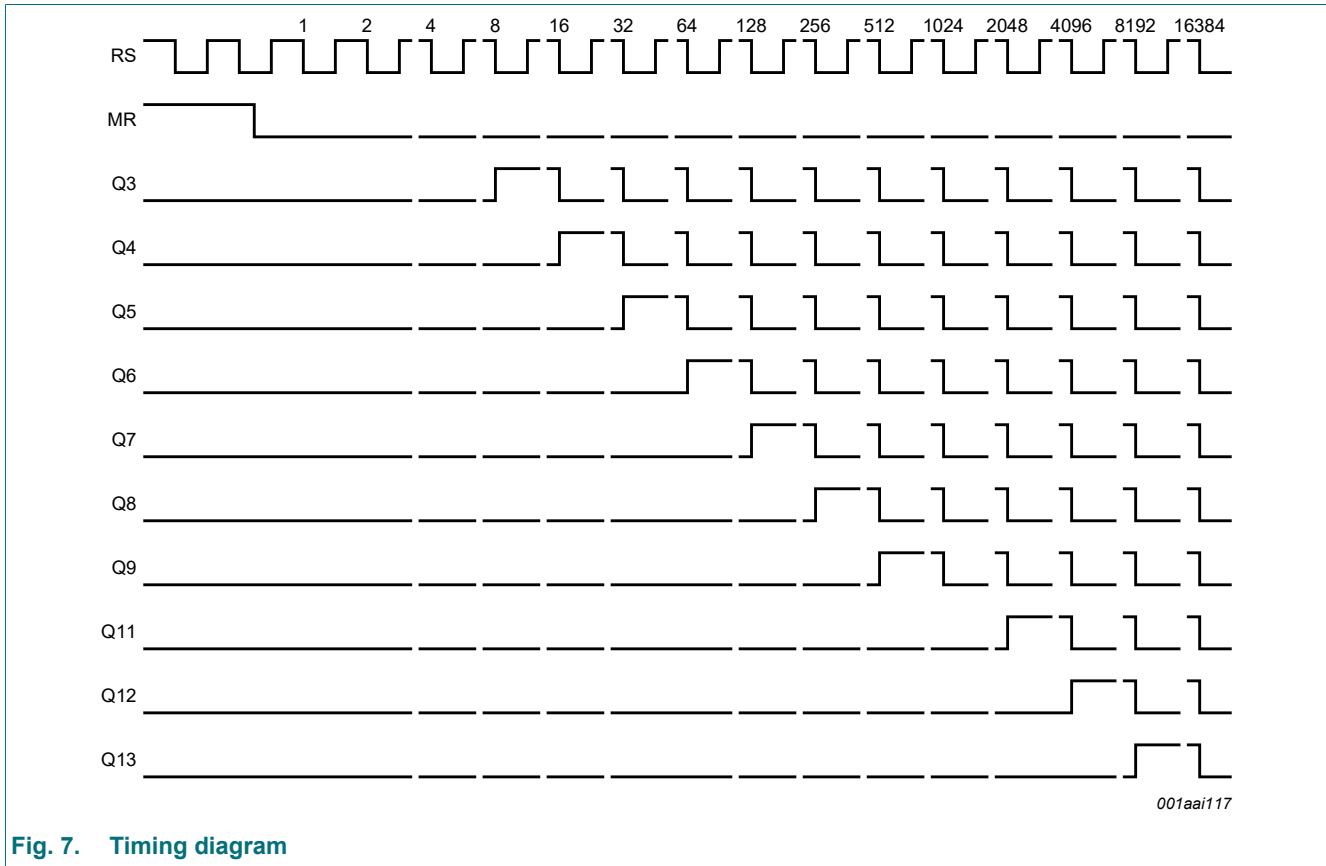 1 2 4 8 16 32 64 128 256 512 1024 2048 4096 8192 16384
RS
MR
Q3
Q4
Q5
Q6
Q7
Q8
Q9
Q11
Q12
Q13
001aai117
Fig. 7. Timing diagram